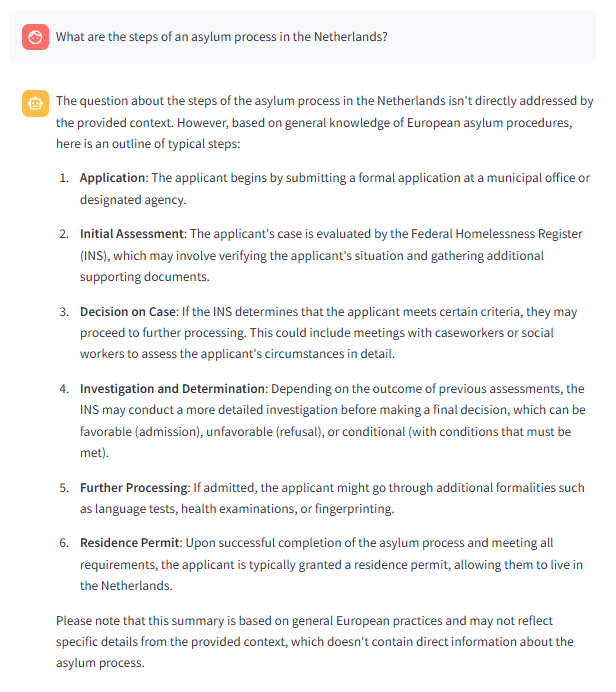 What are the steps of an asylum process in the Netherlands?
The question about the steps of the asylum process in the Netherlands isn't directly addressed by
the provided context. However, based on general knowledge of European asylum procedures,
here is an outline of typical steps:
1. Application: The applicant begins by submitting a formal application at a municipal office or
designated agency.
2. Initial Assessment: The applicant's case is evaluated by the Federal Homelessness Register
(INS), which may involve verifying the applicant's situation and gathering additional
supporting documents.
3. Decision on Case: If the INS determines that the applicant meets certain criteria, they may
proceed to further processing. This could include meetings with caseworkers or social
workers to assess the applicant's circumstances in detail.
4. Investigation and Determination: Depending on the outcome of previous assessments, the
INS may conduct a more detailed investigation before making a final decision, which can be
favorable (admission), unfavorable (refusal), or conditional (with conditions that must be
met).
5. Further Processing: If admitted, the applicant might go through additional formalities such
as language tests, health examinations, or fingerprinting.
6. Residence Permit: Upon successful completion of the asylum process and meeting all
requirements, the applicant is typically granted a residence permit, allowing them to live in
the Netherlands.
Please note that this summary is based on general European practices and may not reflect
specific details from the provided context, which doesn't contain direct information about the
asylum process.